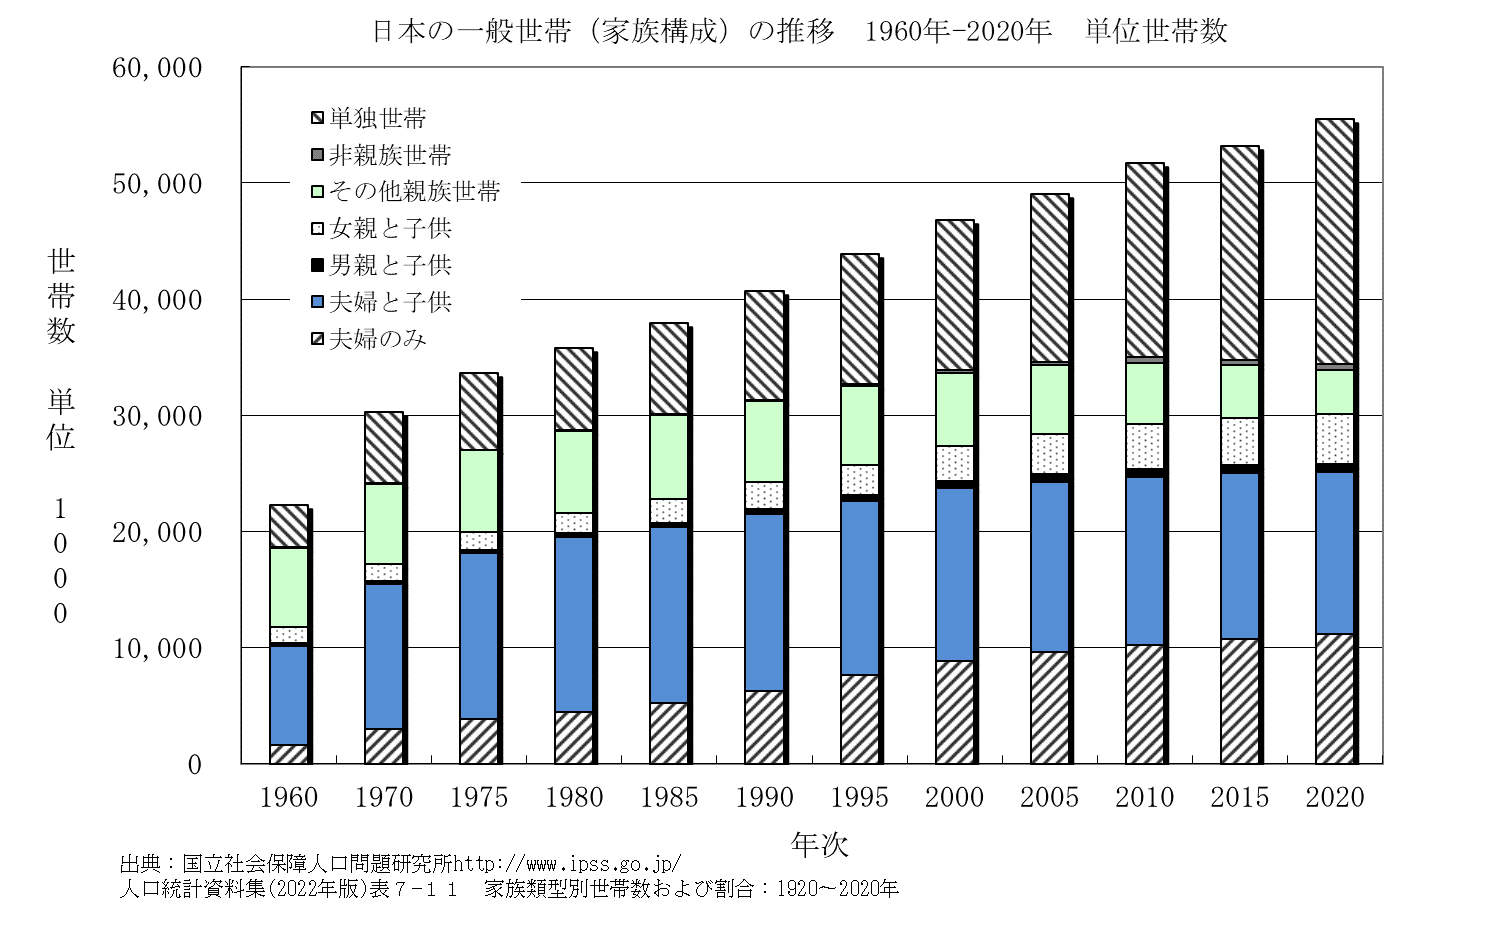 日本の一般世帯（家族構成）の推移　1960年-2020年　単位世帯数
60,000
50,000
40,000
30,000
20,000
10,000
0
世帯数　単位　1000
単独世帯
非親族世帯
その他親族世帯
女親と子供
男親と子供
夫婦と子供
夫婦のみ
1960 1970 1975 1980 1985 1990 1995 2000 2005 2010 2015 2020
年次
出典：国立社会保障人口問題研究所http://www.ipss.go.jp/
人口統計資料集(2022年版)表７-１１　家族類型別世帯数および割合：1920～2020年